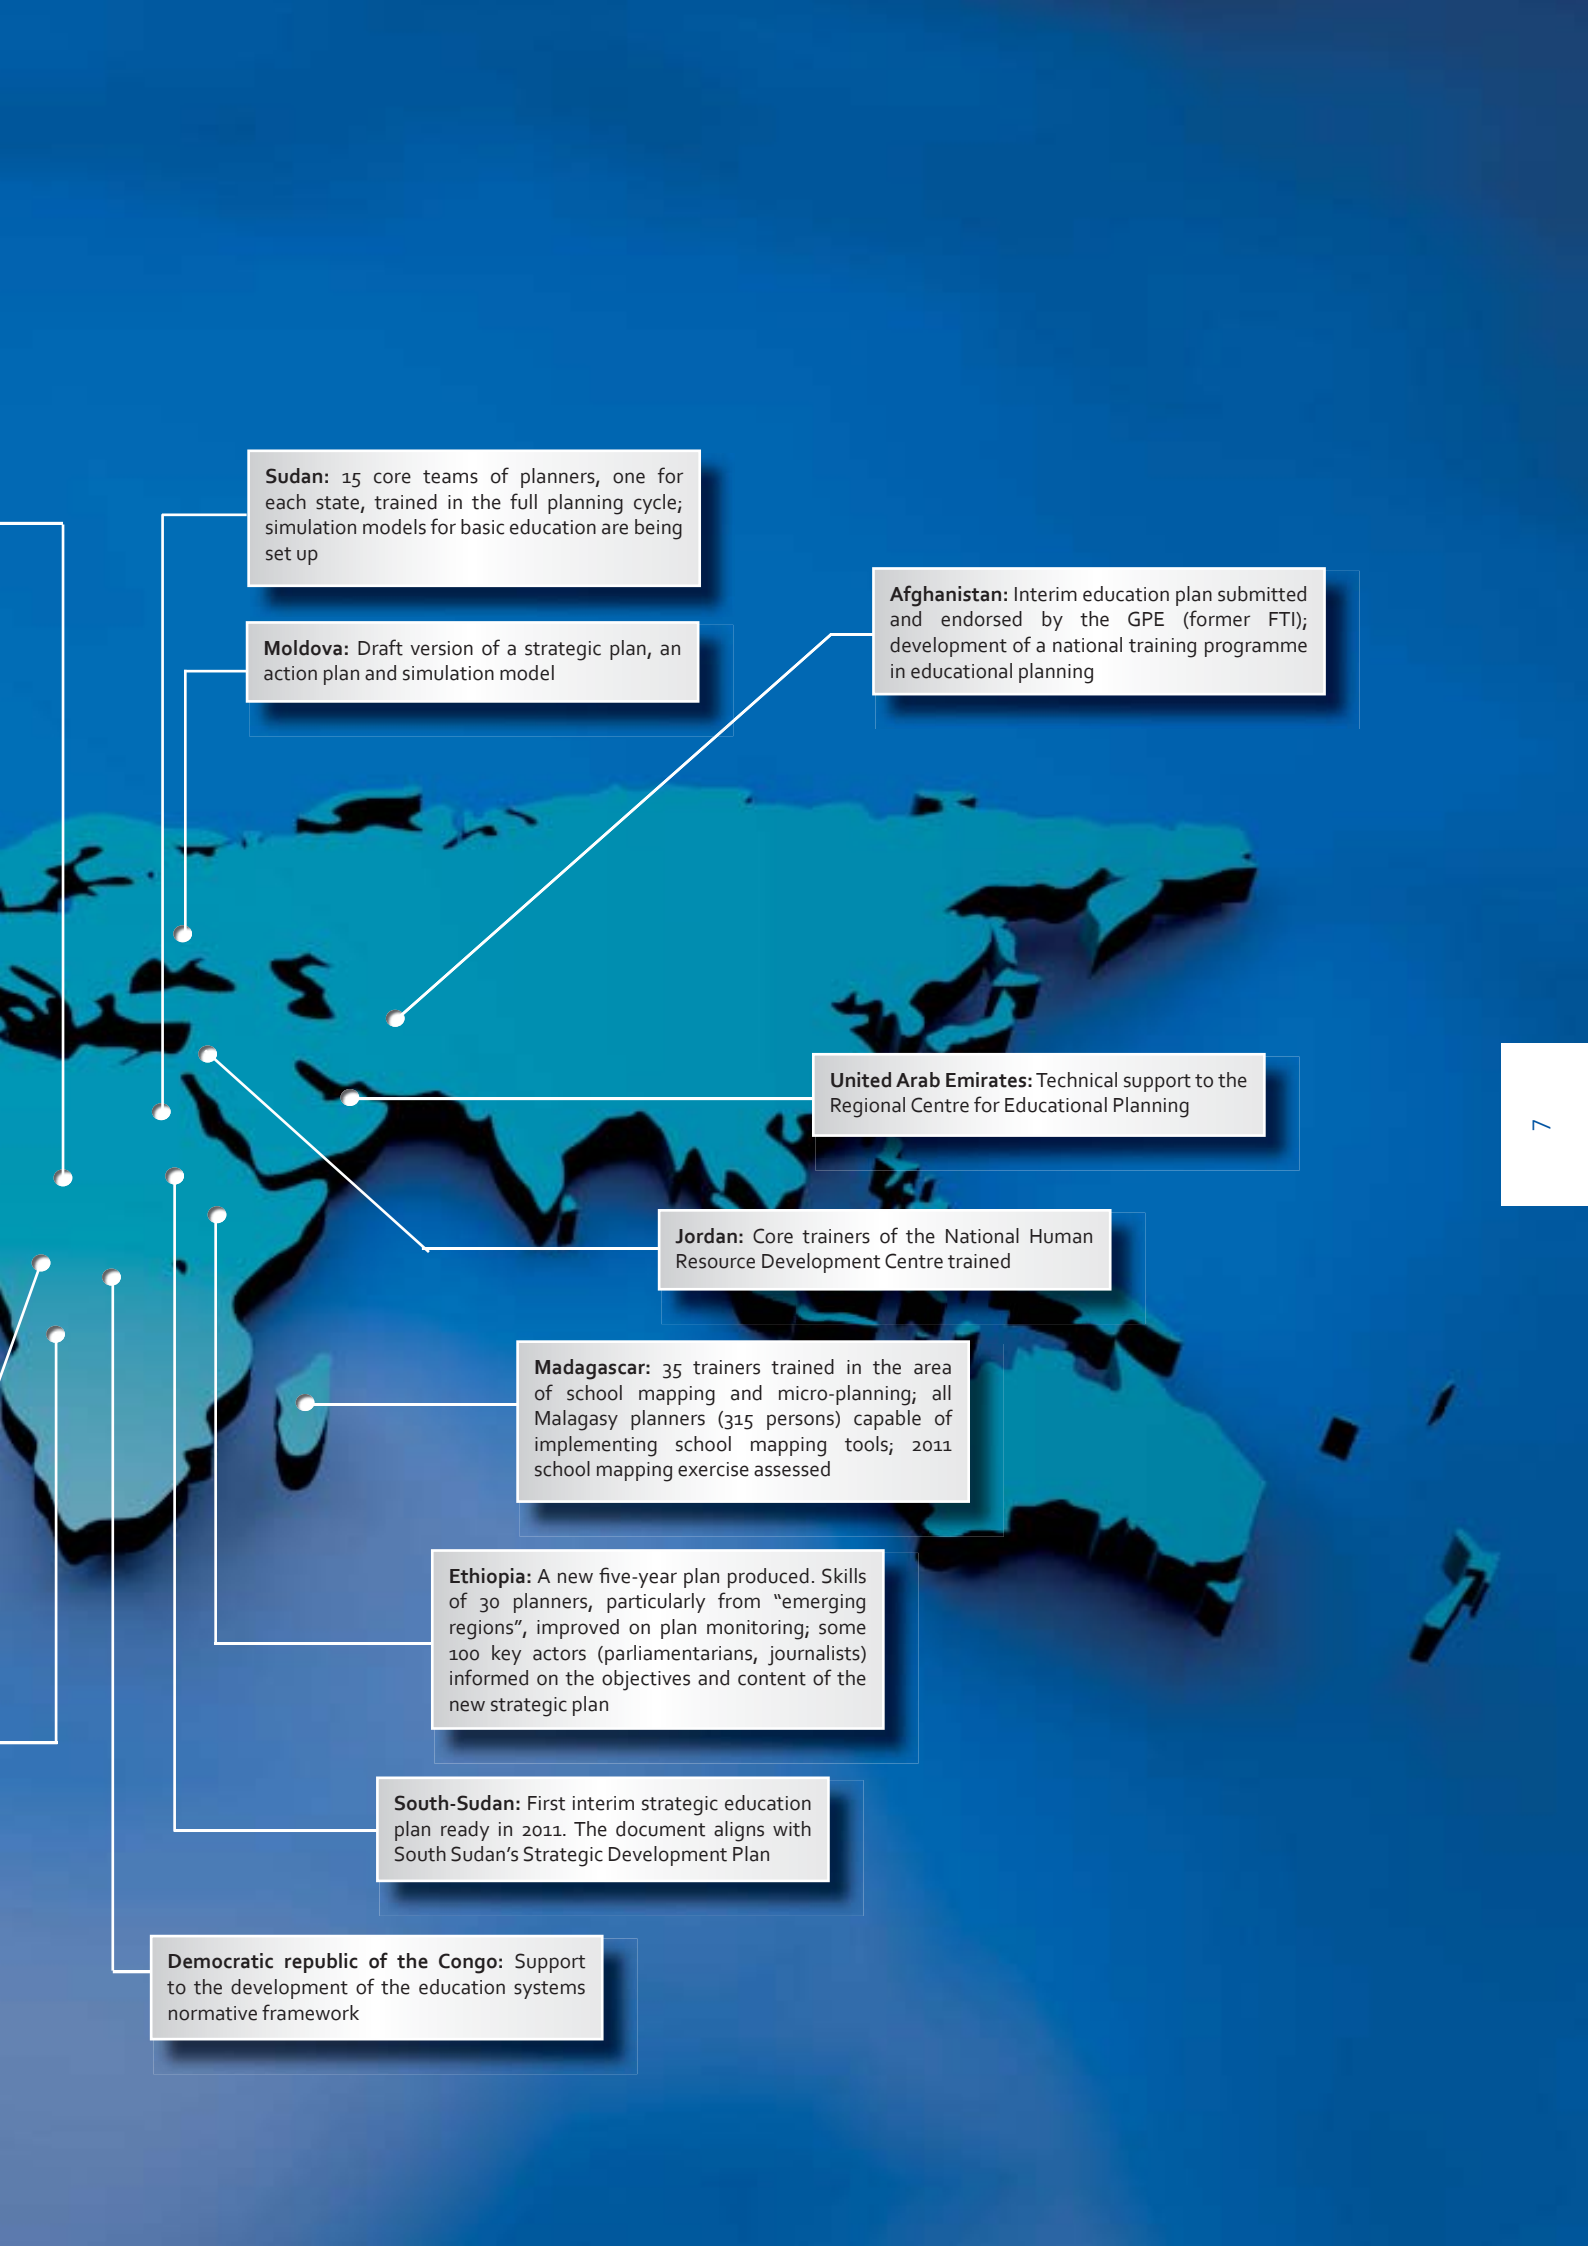 Sudan: 15 core teams of planners, one for
each state, trained in the full planning cycle;
simulation models for basic education are being
set up
Moldova: Draft version of a strategic plan, an
action plan and simulation model
Afghanistan: Interim education plan submitted
and endorsed by the GPE (former FTI);
development of a national training programme
in educational planning
United Arab Emirates: Technical support to the
Regional Centre for Educational Planning
7
Jordan: Core trainers of the National Human
Resource Development Centre trained
Madagascar: 35 trainers trained in the area
of school mapping and micro-planning; all
Malagasy planners (315 persons) capable of
implementing school mapping tools; 2011
school mapping exercise assessed
Ethiopia: A new five-year plan produced. Skills
of 30 planners, particularly from “emerging
regions”, improved on plan monitoring; some
100 key actors (parliamentarians, journalists)
informed on the objectives and content of the
new strategic plan
South-Sudan: First interim strategic education
plan ready in 2011. The document aligns with
South Sudan’s Strategic Development Plan
Democratic republic of the Congo: Support
to the development of the education systems
normative framework